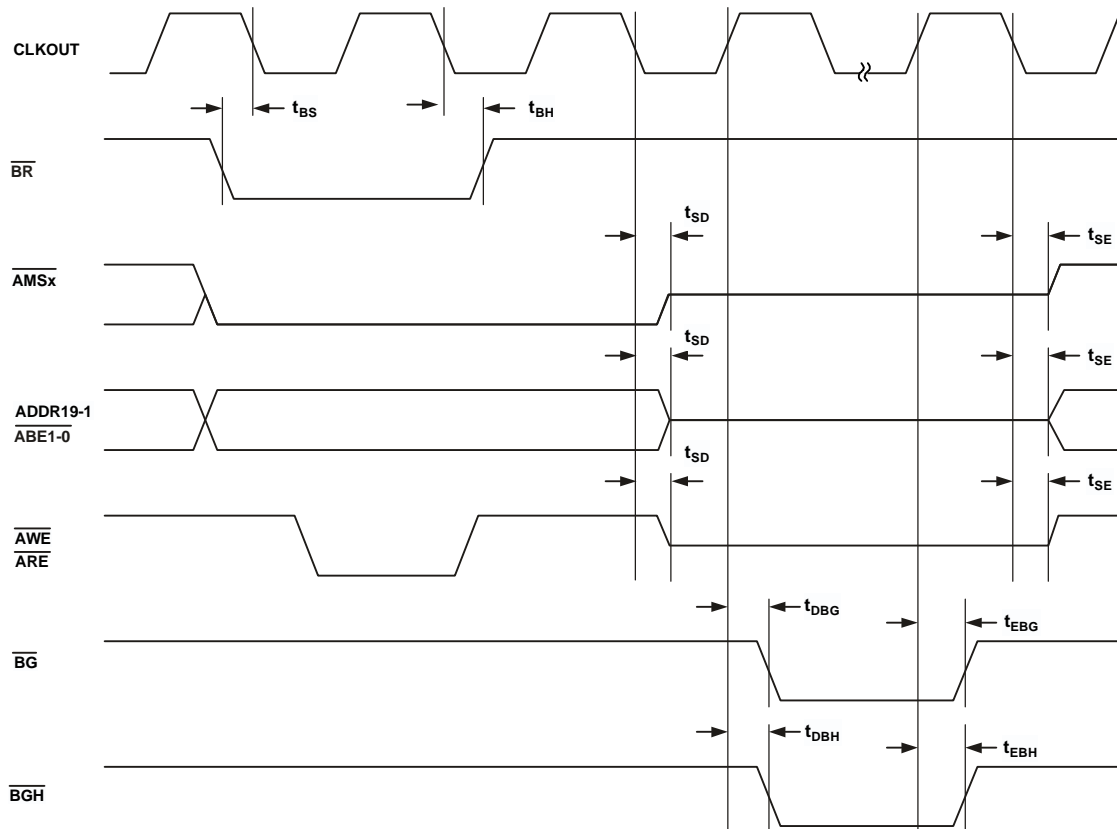 CLKOUT
tBS
tBH
BR
tSD
tSE
AMSx
tSD
tSE
ADDR19-1
ABE1-0
tSD
tSE
AWE
ARE
tDBG
tEBG
BG
tDBH
tEBH
BGH